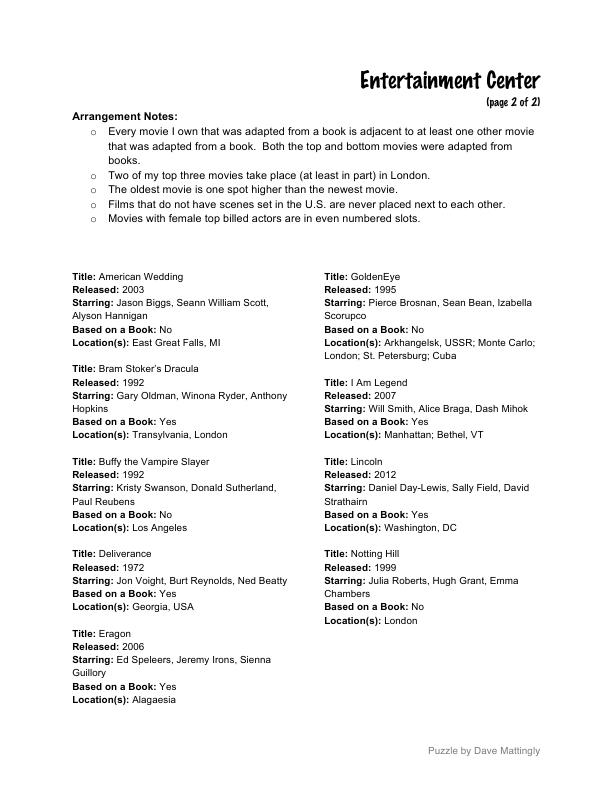 Entertainment Center
(page 2 of 2)
Arrangement Notes:
o Every movie I own that was adapted from a book is adjacent to at least one other movie
that was adapted from a book.  Both the top and bottom movies were adapted from
books.
o Two of my top three movies take place (at least in part) in London.
o The oldest movie is one spot higher than the newest movie.
o Films that do not have scenes set in the U.S. are never placed next to each other.
o Movies with female top billed actors are in even numbered slots.
Title: American Wedding
Released: 2003
Starring: Jason Biggs, Seann William Scott,
Alyson Hannigan
Based on a Book: No
Location(s): East Great Falls, MI
Title: Bram Stoker's Dracula
Released: 1992
Starring: Gary Oldman, Winona Ryder, Anthony
Hopkins
Based on a Book: Yes
Location(s): Transylvania, London
Title: Buffy the Vampire Slayer
Released: 1992
Starring: Kristy Swanson, Donald Sutherland,
Paul Reubens
Based on a Book: No
Location(s): Los Angeles
Title: Deliverance
Released: 1972
Starring: Jon Voight, Burt Reynolds, Ned Beatty
Based on a Book: Yes
Location(s): Georgia, USA
Title: Eragon
Released: 2006
Starring: Ed Speleers, Jeremy Irons, Sienna
Guillory
Based on a Book: Yes
Location(s): Alagaesia
Title: GoldenEye
Released: 1995
Starring: Pierce Brosnan, Sean Bean, Izabella
Scorupco
Based on a Book: No
Location(s): Arkhangelsk, USSR; Monte Carlo;
London; St. Petersburg; Cuba
Title: I Am Legend
Released: 2007
Starring: Will Smith, Alice Braga, Dash Mihok
Based on a Book: Yes
Location(s): Manhattan; Bethel, VT
Title: Lincoln
Released: 2012
Starring: Daniel Day-Lewis, Sally Field, David
Strathairn
Based on a Book: Yes
Location(s): Washington, DC
Title: Notting Hill
Released: 1999
Starring: Julia Roberts, Hugh Grant, Emma
Chambers
Based on a Book: No
Location(s): London
Puzzle by Dave Mattingly